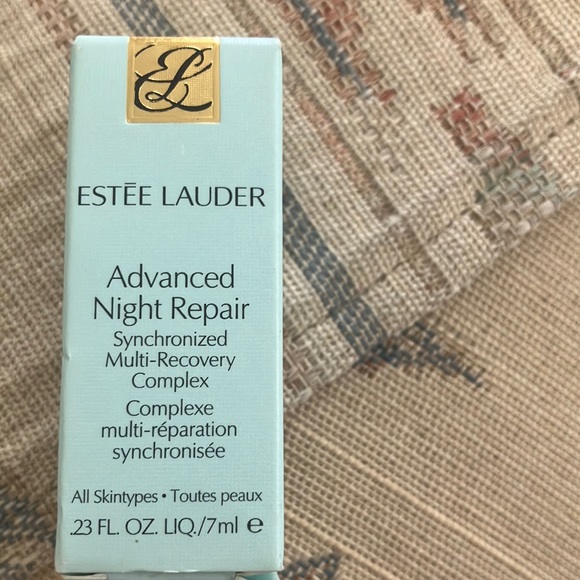 EL
ESTĒE LAUDER
Advanced
Night Repair
Synchronized
Multi-Recovery
Complex
Complexe
multi-réparation
synchronisée
All Skintypes • Toutes peaux
.23 FL. OZ. LIQ./7ml ℮